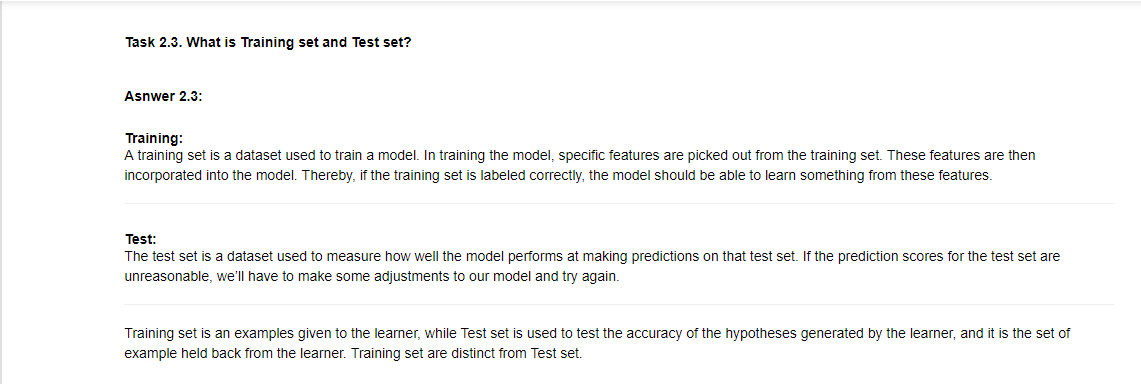 Task 2.3. What is Training set and Test set?
Asnwer 2.3:
Training:
A training set is a dataset used to train a model. In training the model, specific features are picked out from the training set. These features are then
incorporated into the model. Thereby, if the training set is labeled correctly, the model should be able to learn something from these features.
Test:
The test set is a dataset used to measure how well the model performs at making predictions on that test set. If the prediction scores for the test set are
unreasonable, we'll have to make some adjustments to our model and try again.
Training set is an examples given to the learner, while Test set is used to test the accuracy of the hypotheses generated by the learner, and it is the set of
example held back from the learner. Training set are distinct from Test set.